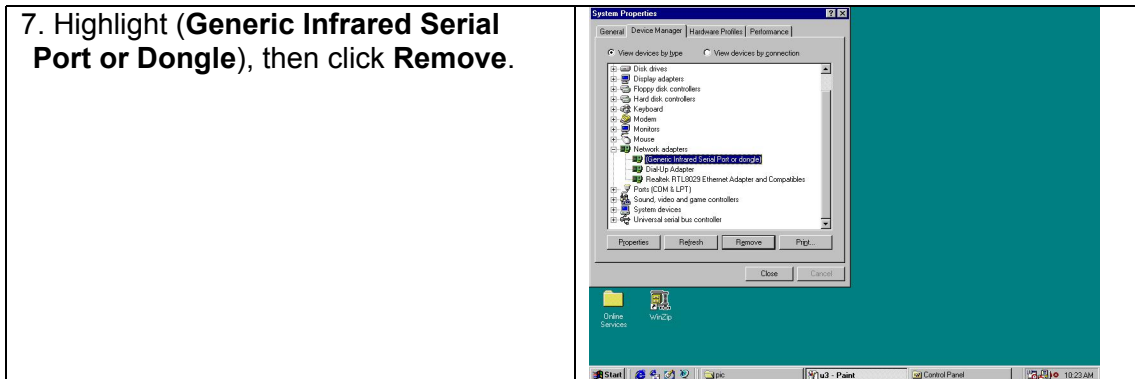 7. Highlight (Generic Infrared Serial
Port or Dongle), then click Remove.
System Properties
General Device Manager Hardware Profiles Performance
View devices by type View devices by connection
Disk drives
Display adapters
Floppy disk controllers
Hard disk controllers
Keyboard
Modem
Monitors
Mouse
Network adapters
(Generic Infrared Serial Port or dongle)
Dial-Up Adapter
Realtek RTL8029 Ethernet Adapter and Compatibles
Ports (COM & LPT)
Sound, video and game controllers
System devices
Universal serial bus controller
Properties Refresh Remove Print...
Close Cancel
Online
Services
WinZip
Start pic u3 - Paint Control Panel 10:23 AM